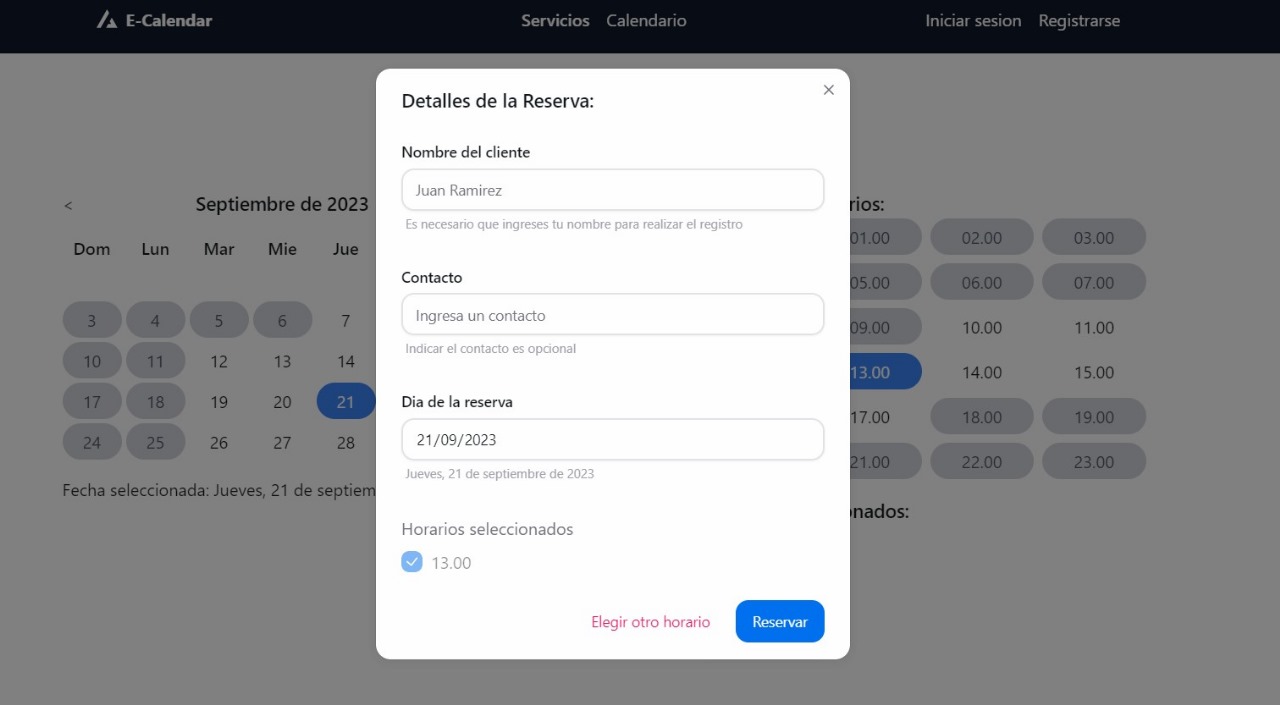 E-Calendar
Servicios Calendario
Iniciar sesion Registrarse
Detalles de la Reserva:
Nombre del cliente
Juan Ramirez
Es necesario que ingreses tu nombre para realizar el registro
Contacto
Ingresa un contacto
Indicar el contacto es opcional
Dia de la reserva
21/09/2023
Jueves, 21 de septiembre de 2023
Horarios seleccionados
13.00
Elegir otro horario Reservar
< Septiembre de 2023
Dom Lun Mar Mie Jue
3 4 5 6 7
10 11 12 13 14
17 18 19 20 21
24 25 26 27 28
Fecha seleccionada: Jueves, 21 de septiem
rios:
01.00 02.00 03.00
05.00 06.00 07.00
09.00 10.00 11.00
13.00 14.00 15.00
17.00 18.00 19.00
21.00 22.00 23.00
onados: